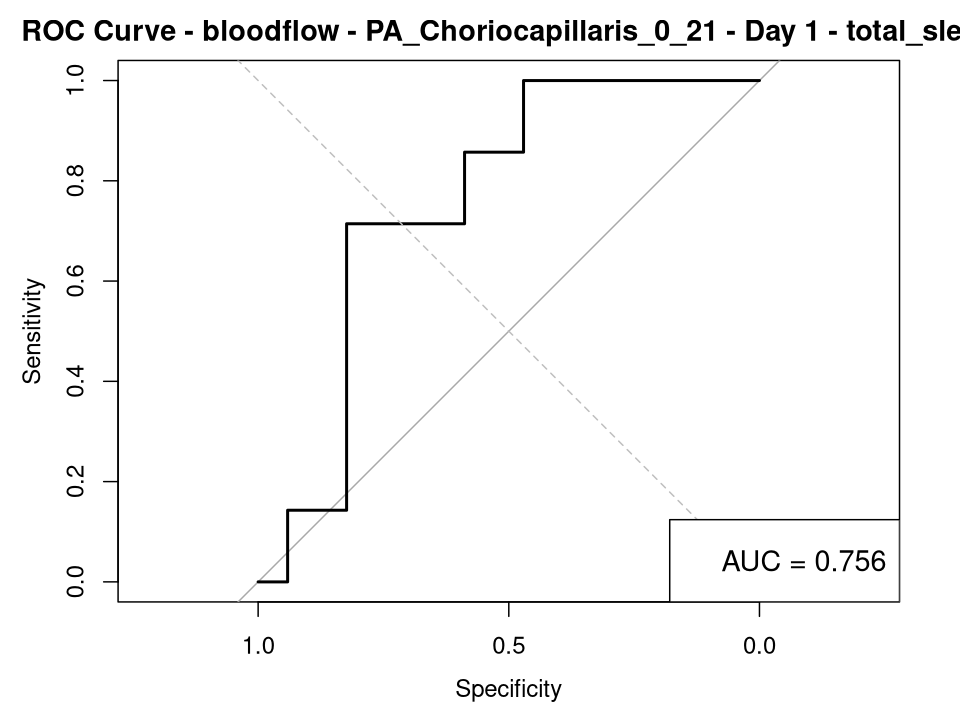 ROC Curve - bloodflow - PA_Choriocapillaris_0_21 - Day 1 - total_sle
1.0
0.8
0.6
0.4
0.2
0.0
Sensitivity
AUC = 0.756
1.0 0.5 0.0
Specificity